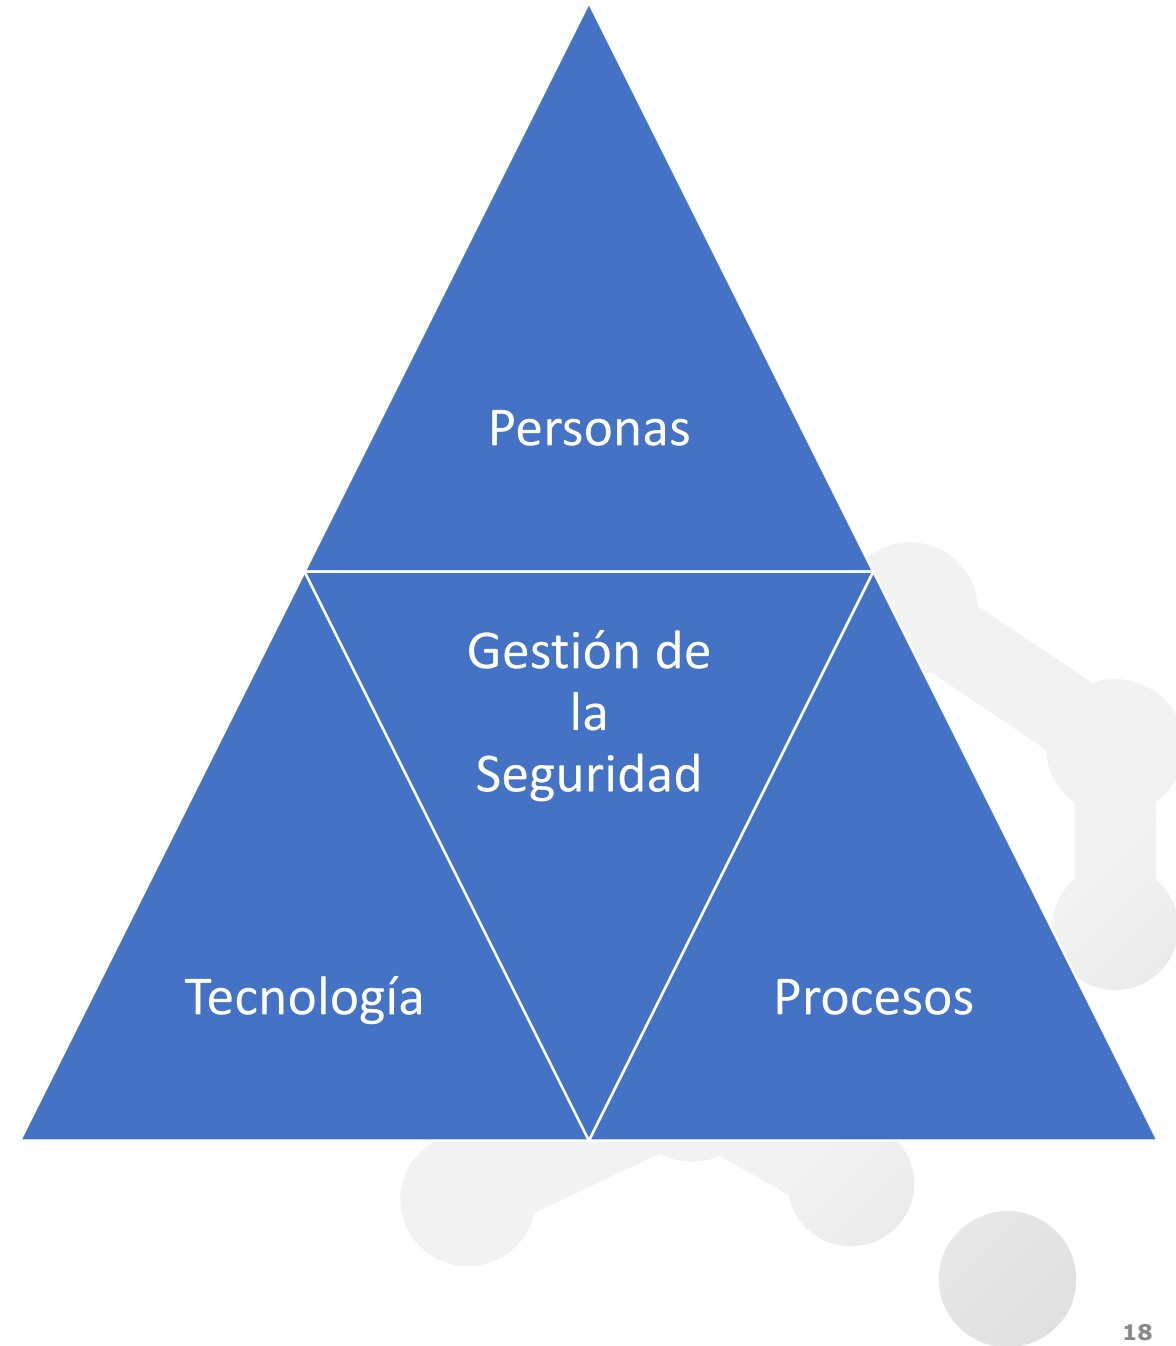 Personas
Gestión de
la
Seguridad
Tecnología
Procesos
18